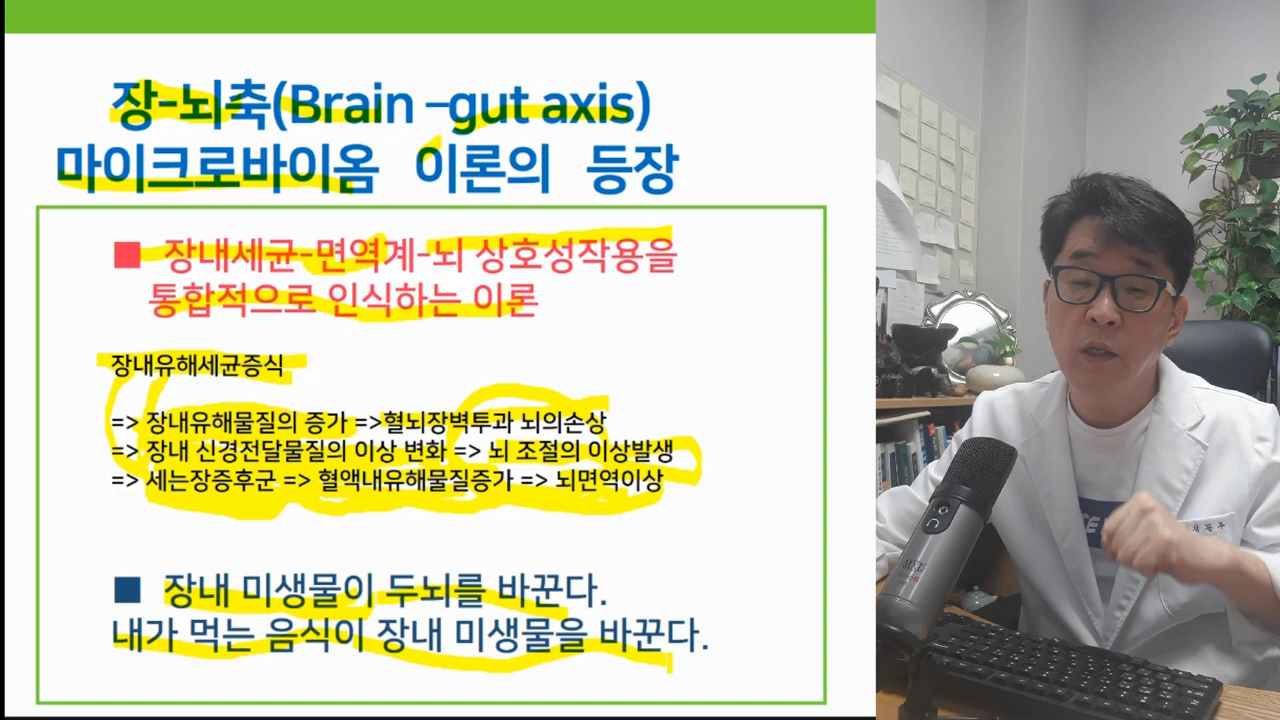 장-뇌축(Brain –gut axis)
마이크로바이옴 이론의 등장
■ 장내세균-면역계-뇌 상호성작용을
통합적으로 인식하는 이론
장내유해세균증식
=> 장내유해물질의 증가 =>혈뇌장벽투과 뇌의손상
=> 장내 신경전달물질의 이상 변화 => 뇌 조절의 이상발생
=> 세는장증후군 => 혈액내유해물질증가 => 뇌면역이상
■ 장내 미생물이 두뇌를 바꾼다.
내가 먹는 음식이 장내 미생물을 바꾼다.